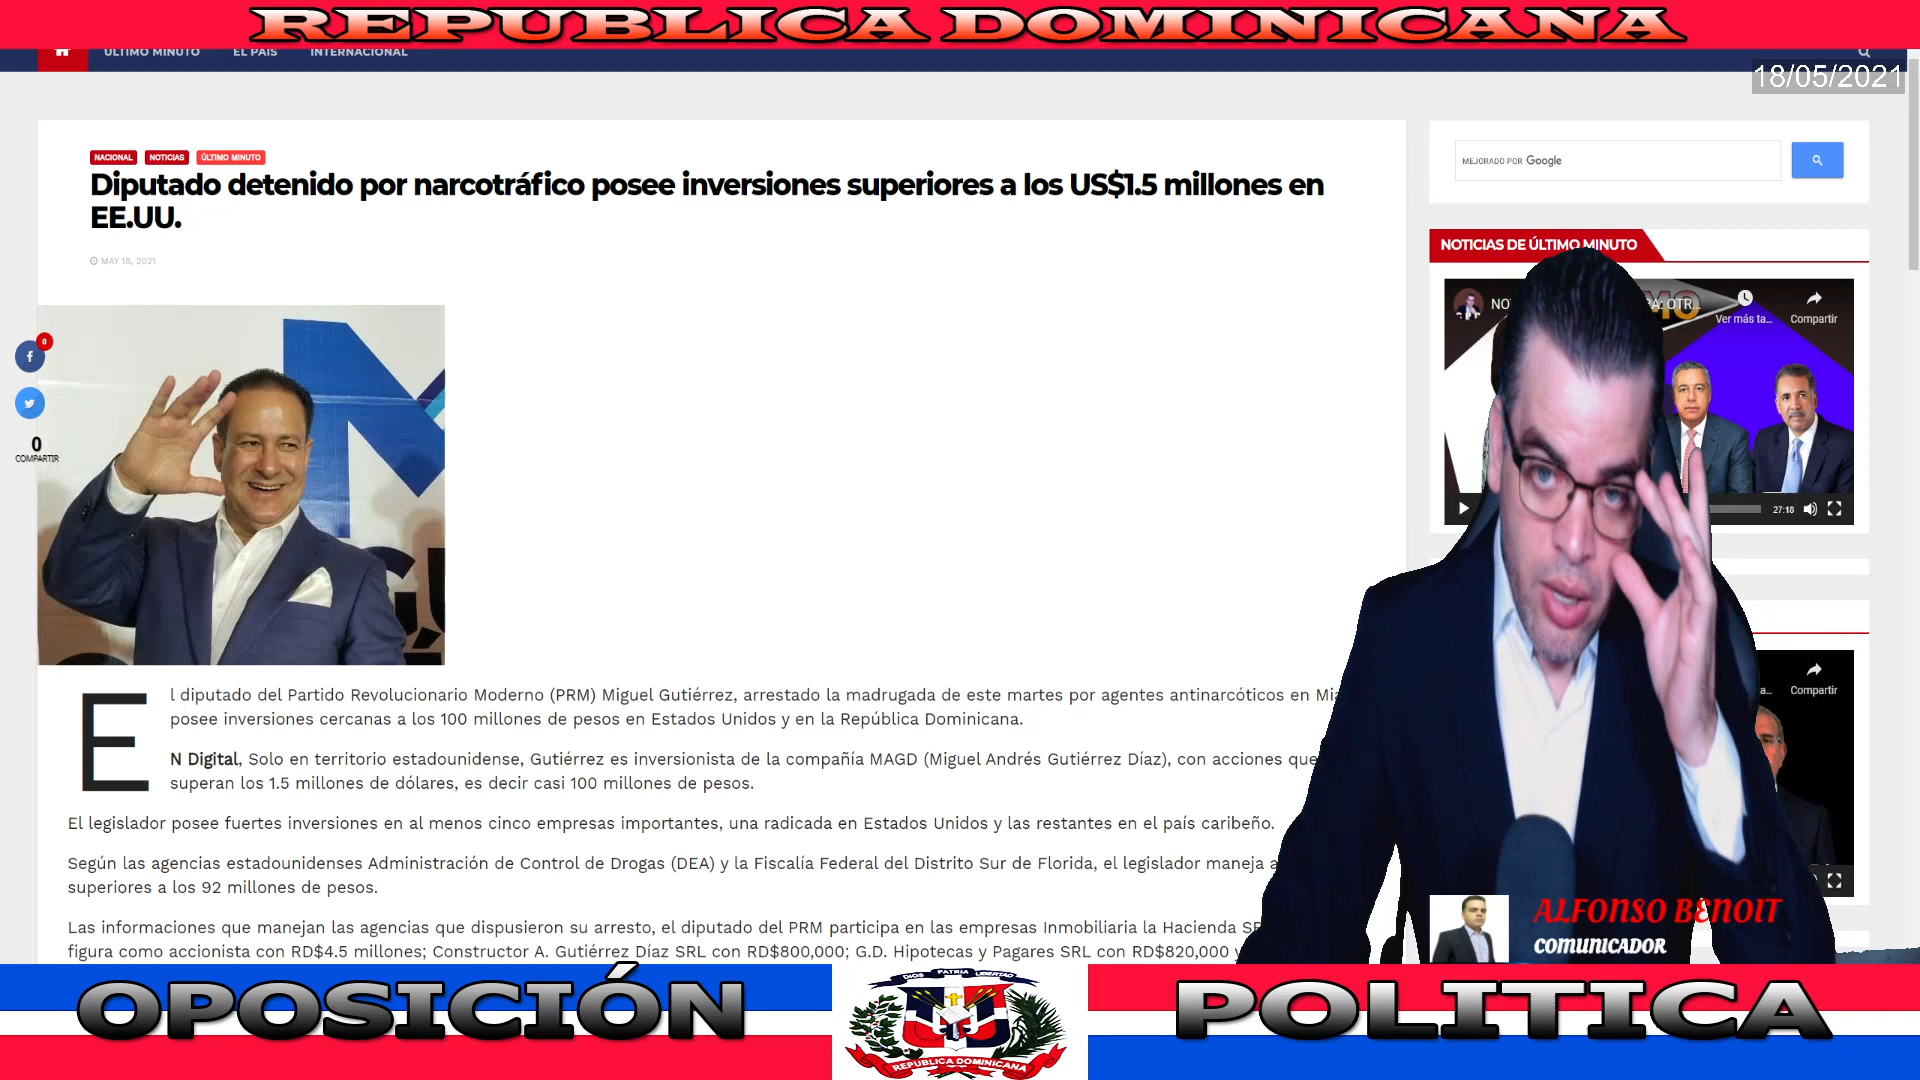 REPUBLICA DOMINICANA
ÚLTIMO MINUTO EL PAÍS INTERNACIONAL
18/05/2021
NACIONAL NOTICIAS ÚLTIMO MINUTO
Diputado detenido por narcotráfico posee inversiones superiores a los US$1.5 millones en
EE.UU.
MAY 18, 2021
MEJORADO POR Google
NOTICIAS DE ÚLTIMO MINUTO
OTR...
Ver más ta...
Compartir
27:18
0
0
COMPARTIR
El diputado del Partido Revolucionario Moderno (PRM) Miguel Gutiérrez, arrestado la madrugada de este martes por agentes antinarcóticos en
posee inversiones cercanas a los 100 millones de pesos en Estados Unidos y en la República Dominicana.
N Digital, Solo en territorio estadounidense, Gutiérrez es inversionista de la compañía MAGD (Miguel Andrés Gutiérrez Díaz), con acciones que
superan los 1.5 millones de dólares, es decir casi 100 millones de pesos.
El legislador posee fuertes inversiones en al menos cinco empresas importantes, una radicada en Estados Unidos y las restantes en el país caribeño.
Según las agencias estadounidenses Administración de Control de Drogas (DEA) y la Fiscalía Federal del Distrito Sur de Florida, el legislador maneja
superiores a los 92 millones de pesos.
Las informaciones que manejan las agencias que dispusieron su arresto, el diputado del PRM participa en las empresas Inmobiliaria la Hacienda
figura como accionista con RD$4.5 millones; Constructor A. Gutiérrez Díaz SRL con RD$800,000; G.D. Hipotecas y Pagares SRL con RD$820,000 y
Compartir
ALFONSO BENOIT
COMUNICADOR
OPOSICIÓN
DIOS PATRIA LIBERTAD
REPUBLICA DOMINICANA
POLITICA